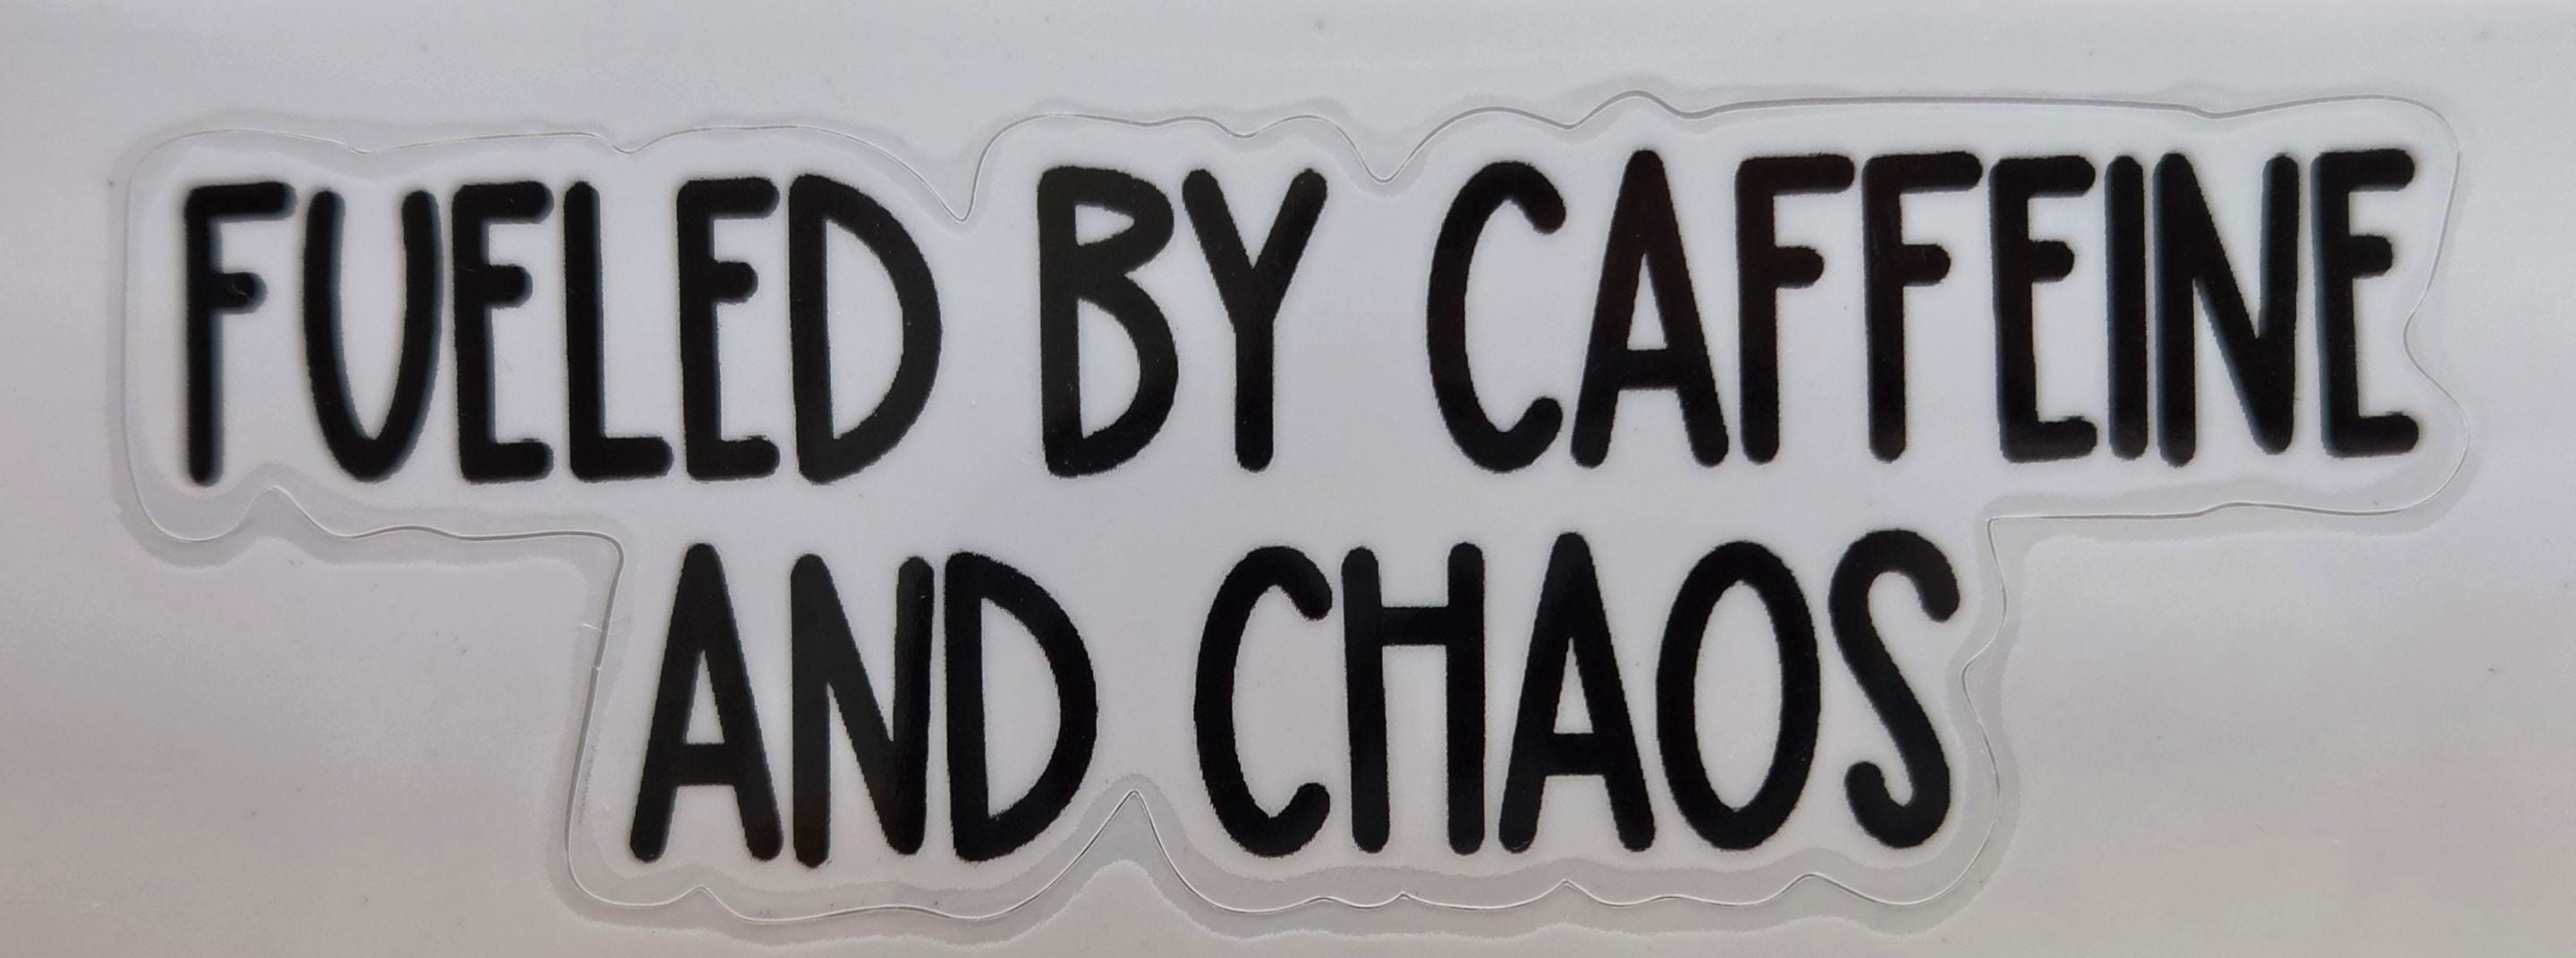 FUELED BY CAFFEINE
AND CHAOS